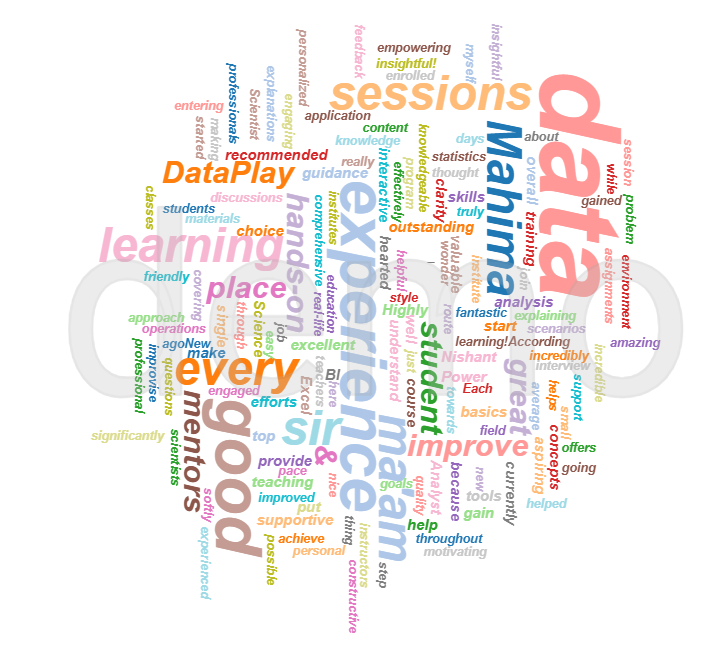 empowering
insightful!
enrolled
feedback
personalized
myself
insightful
sessions
data
professionals
explanations
Scientist
engaging
entering
started
making
application
content
knowledge
days
about
session
while
gained
problem
recommended
really
guidance
DataPlay
interactive
effectively
program
knowledgeable
statistics
thought
clarity
skills
truly
Mahima
overall
training
join
classes
students
discussions
materials
choice
hands-on
institutes
comprehensive
experience
outstanding
learning
place
friendly
covering
education
real-life
hearted
helpful
valuable
wonder
institute
analysis
assignments
environment
style
Highly
fantastic
explaining
scenarios
amazing
approach
operations
agoNew
make
single
through
Science
easy
job
excellent
understand
well
just
route
start
learning!According
incredibly
interview
incredible
professional
improvise
questions
every
engaged
efforts
teachers
Excel
BI
here
course
student
Nishant
Power
Each
great
towards
basics
average
helps
small
support
good
mentors
significantly
scientists
top
sir
&
provide
pace
nice
teaching
improved
maam
improve
field
aspiring
concepts
offers
going
goals
quality
Analyst
because
new
tools
gain
currently
helped
softly
experienced
put
supportive
achieve
personal
possible
thing
instructors
constructive
step
help
throughout
motivating
demo